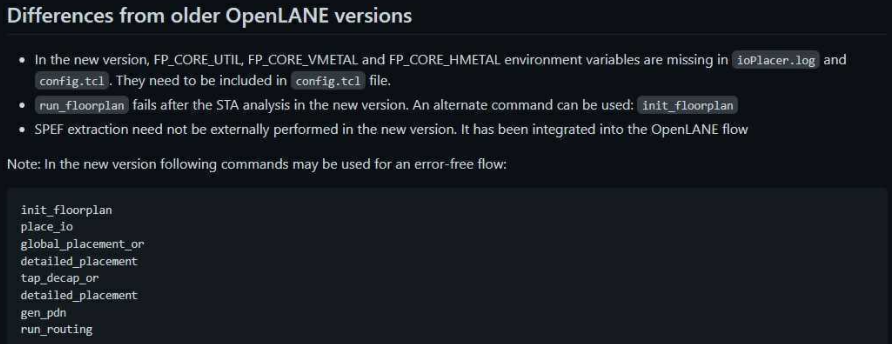 Differences from older OpenLANE versions
In the new version, FP_CORE_UTIL, FP_CORE_VMETAL and FP_CORE_HMETAL environment variables are missing in ioPlacer.log and
config.tcl. They need to be included in config.tcl file.
run_floorplan fails after the STA analysis in the new version. An alternate command can be used: init_floorplan
SPEF extraction need not be externally performed in the new version. It has been integrated into the OpenLANE flow
Note: In the new version following commands may be used for an error-free flow:
init_floorplan
place_io
global_placement_or
detailed_placement
tap_decap_or
detailed_placement
gen_pdn
run_routing